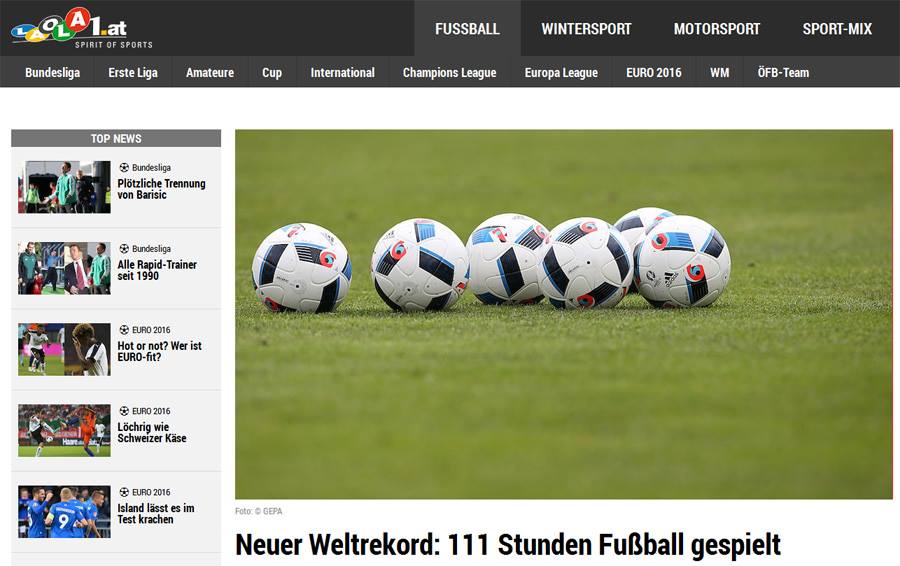 LAOLA1.at
SPIRIT OF SPORTS
FUSSBALL
WINTERSPORT
MOTORSPORT
SPORT-MIX
Bundesliga
Erste Liga
Amateure
Cup
International
Champions League
Europa League
EURO 2016
WM
ÖFB-Team
TOP NEWS
Bundesliga
Plötzliche Trennung
von Barisic
Bundesliga
Alle Rapid-Trainer
seit 1990
EURO 2016
Hot or not? Wer ist
EURO-fit?
EURO 2016
Löchrig wie
Schweizer Käse
EURO 2016
Island lässt es im
Test krachen
9
Foto: © GEPA
Neuer Weltrekord: 111 Stunden Fußball gespielt